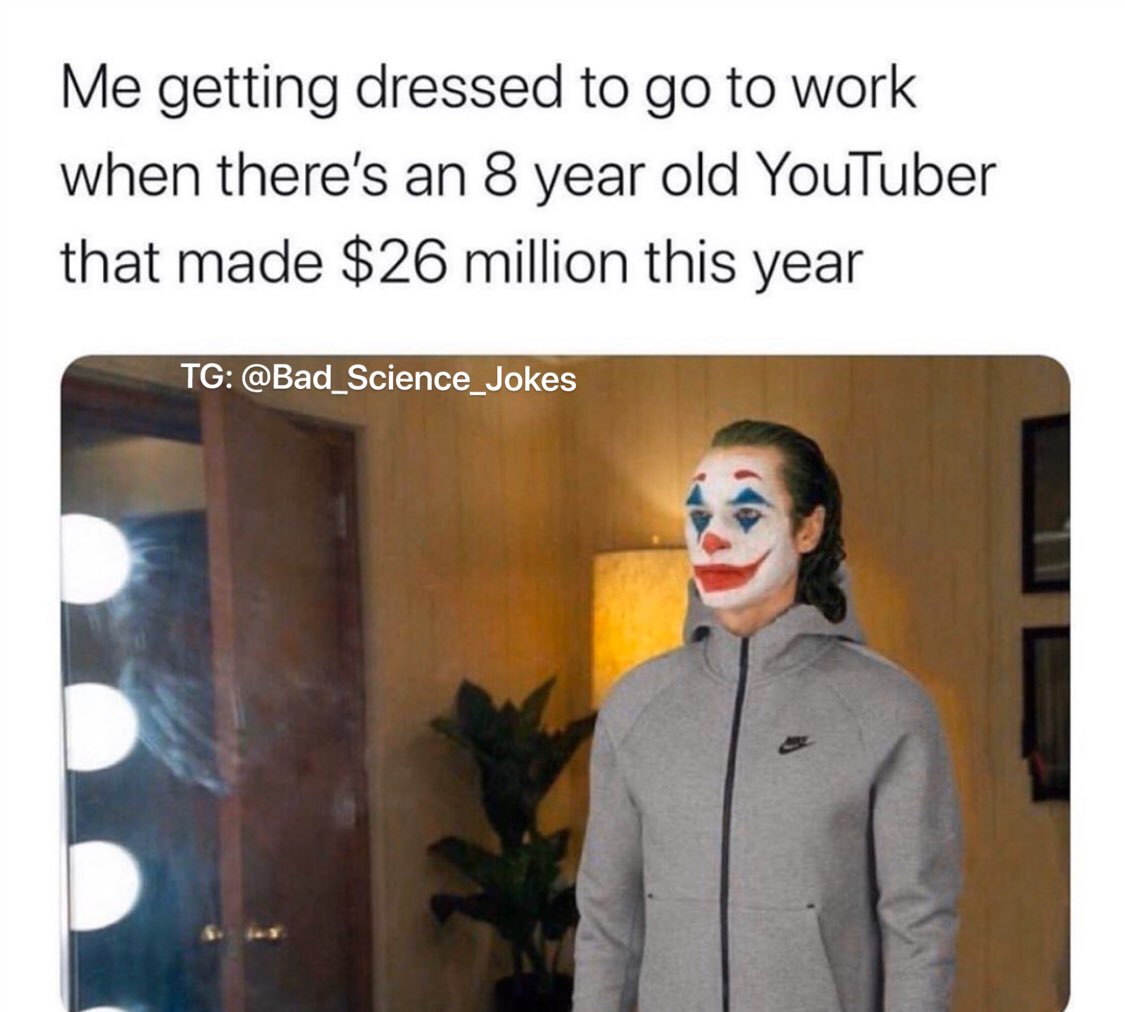 Me getting dressed to go to work
when there's an 8 year old YouTuber
that made $26 million this year
TG: @Bad_Science_Jokes